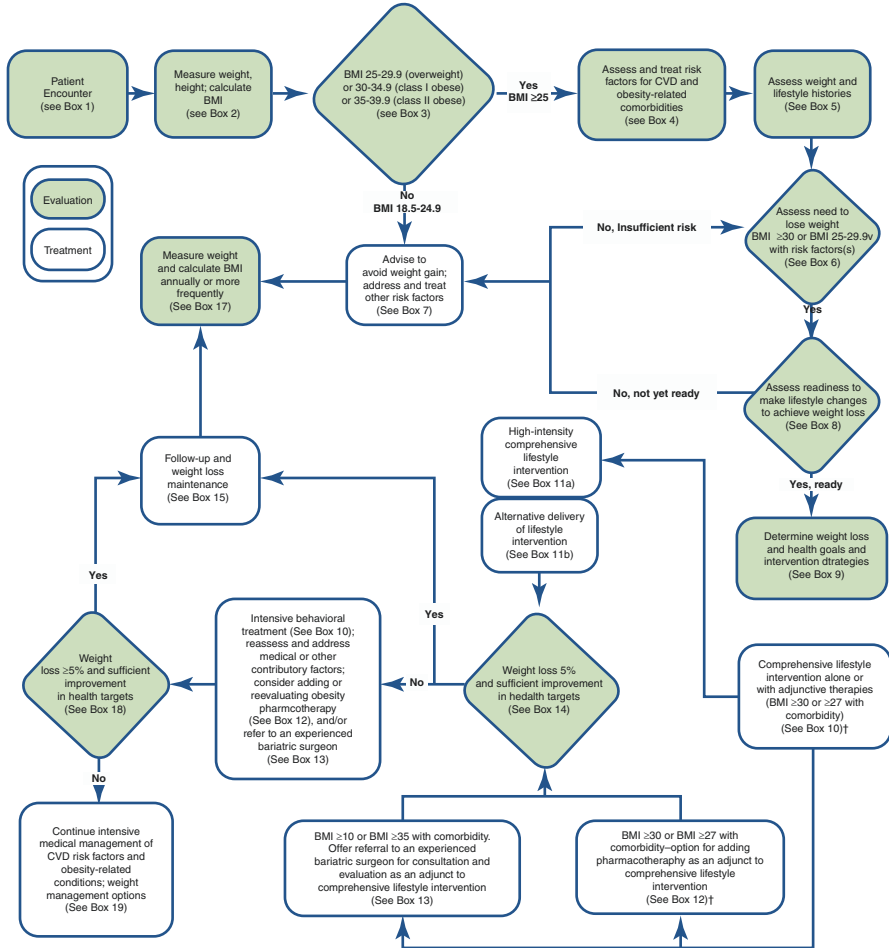 Patient
Encounter
(see Box 1)
Measure weight,
height; calculate
BMI
(see Box 2)
BMI 25-29.9 (overweight)
or 30-34.9 (class I obese)
or 35-39.9 (class II obese)
(see Box 3)
Yes
BMI ≥25
Assess and treat risk
factors for CVD and
obesity-related
comorbidities
(see Box 4)
Assess weight and
lifestyle histories
(See Box 5)
Evaluation
Treatment
No
BMI 18.5-24.9
No, Insufficient risk
Assess need to
lose weight
BMI ≥30 or BMI 25-29.9v
with risk factors(s)
(See Box 6)
Measure weight
and calculate BMI
annually or more
frequently
(See Box 17)
Advise to
avoid weight gain;
address and treat
other risk factors
(See Box 7)
Yes
No, not yet ready
Assess readiness to
make lifestyle changes
to achieve weight loss
(See Box 8)
Follow-up and
weight loss
maintenance
(See Box 15)
High-intensity
comprehensive
lifestyle
intervention
(See Box 11a)
Alternative delivery
of lifestyle
intervention
(See Box 11b)
Yes, ready
Determine weight loss
and health goals and
intervention dtrategies
(See Box 9)
Yes
Yes
Weight
loss ≥5% and sufficient
improvement
in health targets
(See Box 18)
Intensive behavioral
treatment (See Box 10);
reassess and address
medical or other
contributory factors;
consider adding or
reevaluating obesity
pharmcotherapy
(See Box 12), and/or
refer to an experienced
bariatric surgeon
(See Box 13)
No
Weight loss 5%
and sufficient improvement
in hedalth targets
(See Box 14)
Comprehensive lifestyle
intervention alone or
with adjunctive therapies
(BMI ≥30 or ≥27 with
comorbidity)
(See Box 10)†
No
Continue intensive
medical management of
CVD risk factors and
obesity-related
conditions; weight
management options
(See Box 19)
BMI ≥10 or BMI ≥35 with comorbidity.
Offer referral to an experienced
bariatric surgeon for consultation and
evaluation as an adjunct to
comprehensive lifestyle intervention
(See Box 13)
BMI ≥30 or BMI ≥27 with
comorbidity–option for adding
pharmacotheraphy as an adjunct to
comprehensive lifestyle
intervention
(See Box 12)†